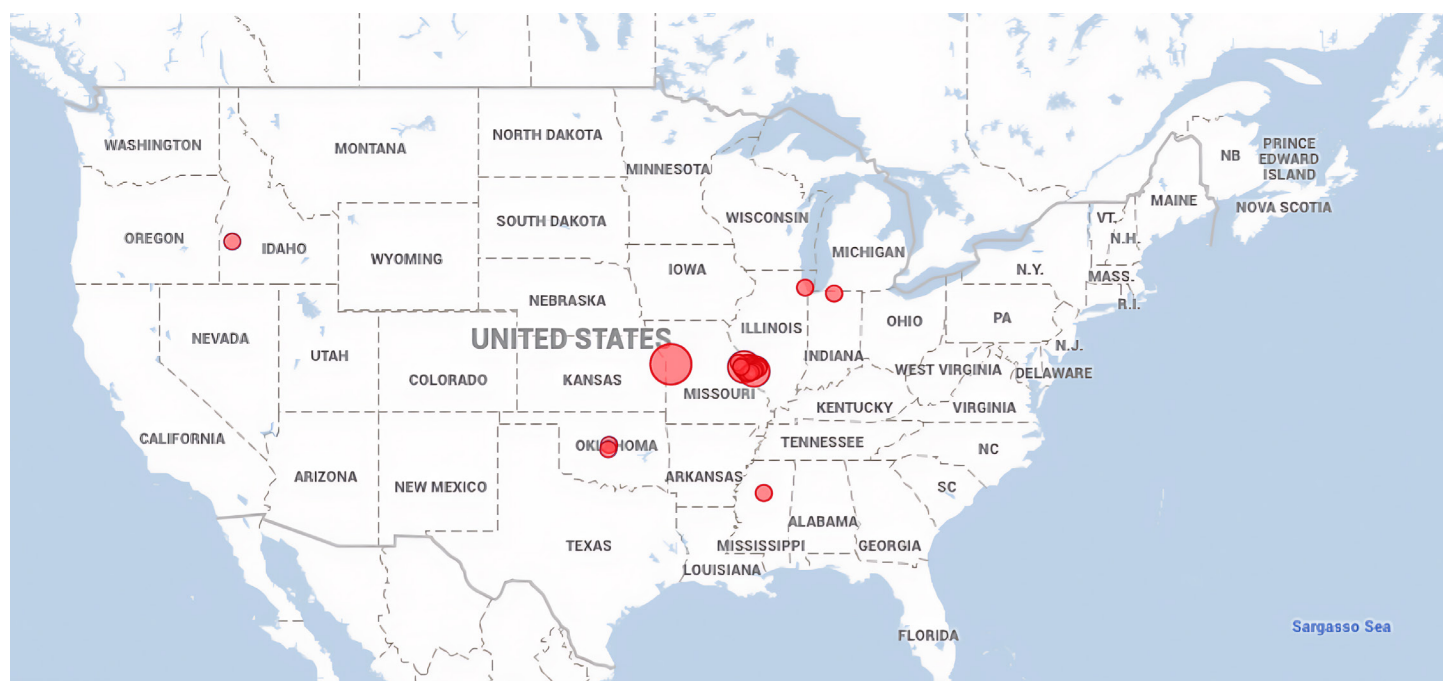 NB
PRINCE
EDWARD
ISLAND
NORTH DAKOTA
WASHINGTON
MONTANA
MINNESOTA
MAINE
NOVA SCOTIA
VT.
WISCONSIN
SOUTH DAKOTA
OREGON
N.H.
IDAHO
MICHIGAN
WYOMING
IOWA
N.Y.
MASS.
NEBRASKA
R.I.
PA
OHIO
ILLINOIS
NEVADA
UNITED STATES
N.J.
UTAH
INDIANA
WEST VIRGINIA
DELAWARE
COLORADO
KANSAS
MISSOURI
KENTUCKY
VIRGINIA
CALIFORNIA
TENNESSEE
OKLAHOMA
NC
ARIZONA
ARKANSAS
NEW MEXICO
SC
ALABAMA
TEXAS
MISSISSIPPI
GEORGIA
LOUISIANA
Sargasso Sea
FLORIDA